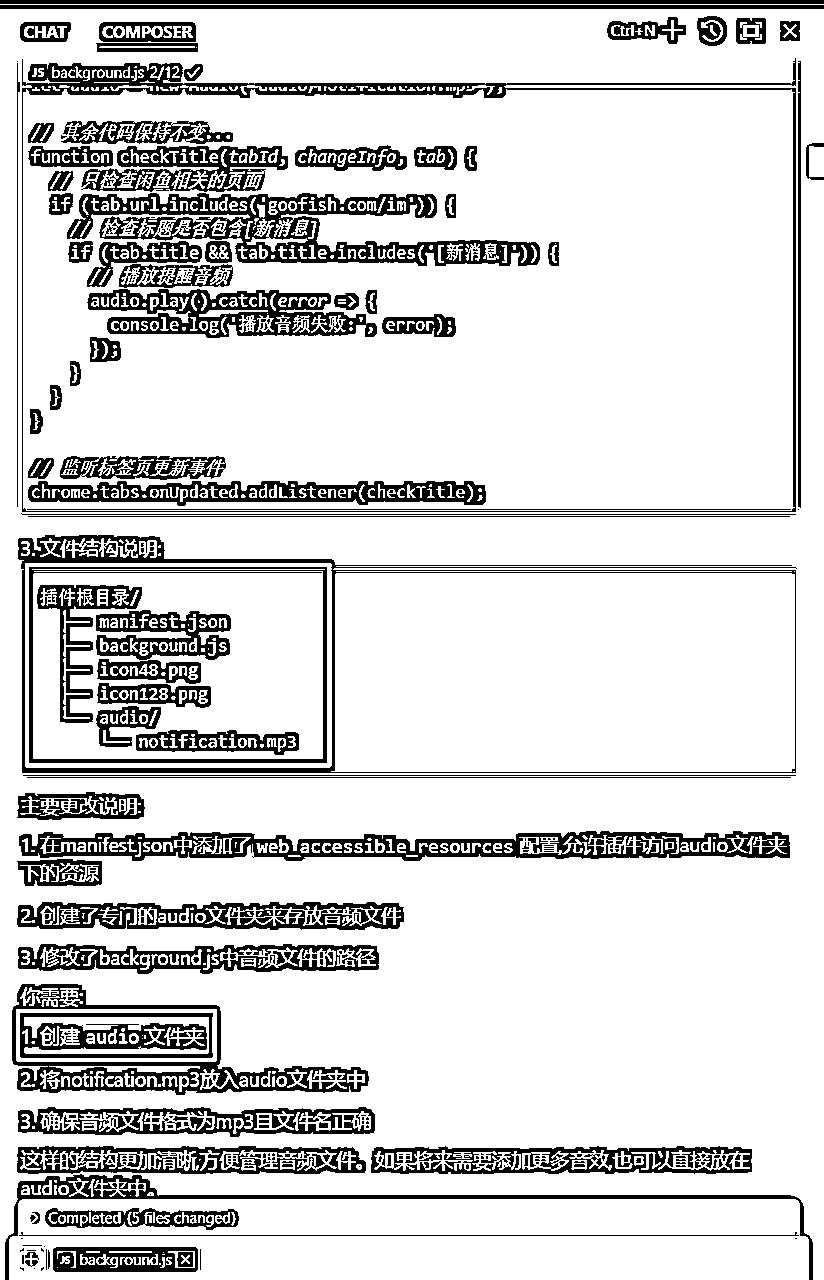 CHAT COMPOSER Ctrl+N
JS background.js 2/12
let audio = new Audio('audio/notification.mp3');
// 其余代码保持不变...
function checkTitle(tabId, changeInfo, tab) {
// 只检查闲鱼相关的页面
if (tab.url.includes('goofish.com/im')) {
// 检查标题是否包含[新消息]
if (tab.title && tab.title.includes('[新消息]')) {
// 播放提醒音频
audio.play().catch(error => {
console.log('播放音频失败:', error);
});
}
}
}
// 监听标签页更新事件
chrome.tabs.onUpdated.addListener(checkTitle);
3. 文件结构说明:
插件根目录/
├── manifest.json
├── background.js
├── icon48.png
├── icon128.png
└── audio/
└── notification.mp3
主要更改说明:
1. 在manifest.json中添加了 web_accessible_resources 配置,允许插件访问audio文件夹
下的资源
2. 创建了专门的audio文件夹来存放音频文件
3. 修改了background.js中音频文件的路径
你需要:
1. 创建 audio 文件夹
2. 将notification.mp3放入audio文件夹中
3. 确保音频文件格式为mp3且文件名正确
这样的结构更加清晰,方便管理音频文件。如果将来需要添加更多音效,也可以直接放在
audio文件夹中。
Completed (5 files changed)
JS background.js